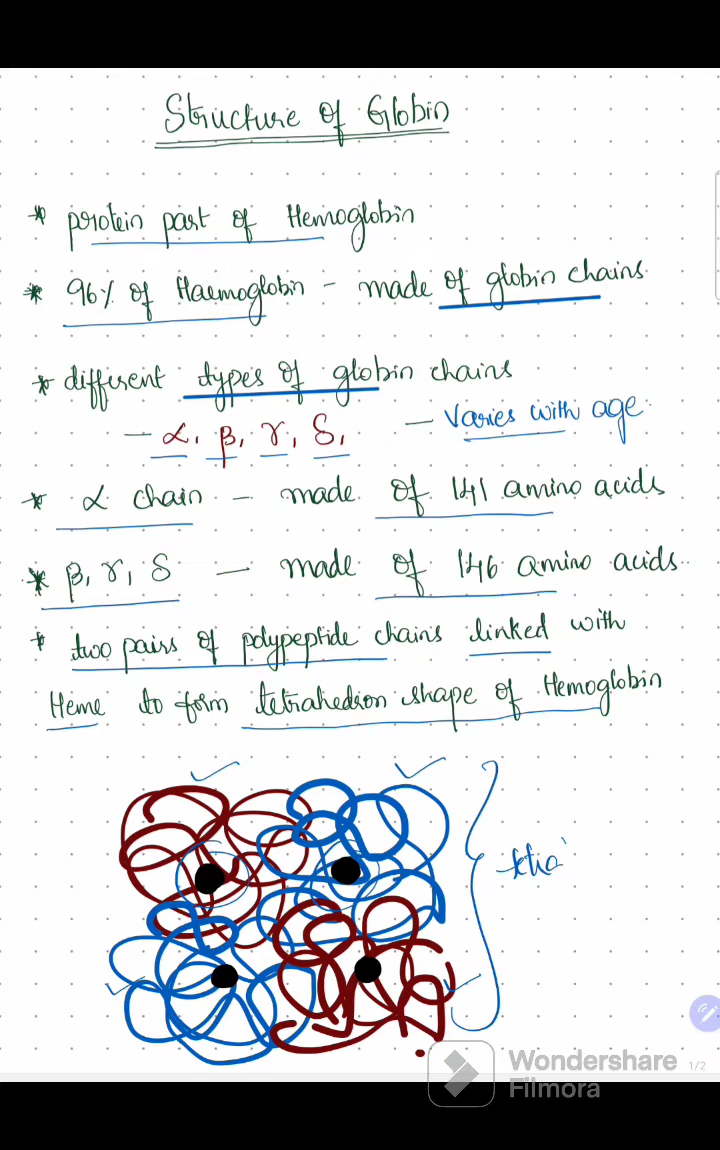 Structure of Globin
* protein part of Hemoglobin
* 96% of Haemoglobin - made of globin chains
* different types of globin chains
- α, β, γ, δ, - Varies with age
* α chain - made of 141 amino acids
* β, γ, δ - made of 146 amino acids
* two pairs of polypeptide chains linked with
Heme to form tetrahedron shape of Hemoglobin
Wondershare
Filmora
1/2